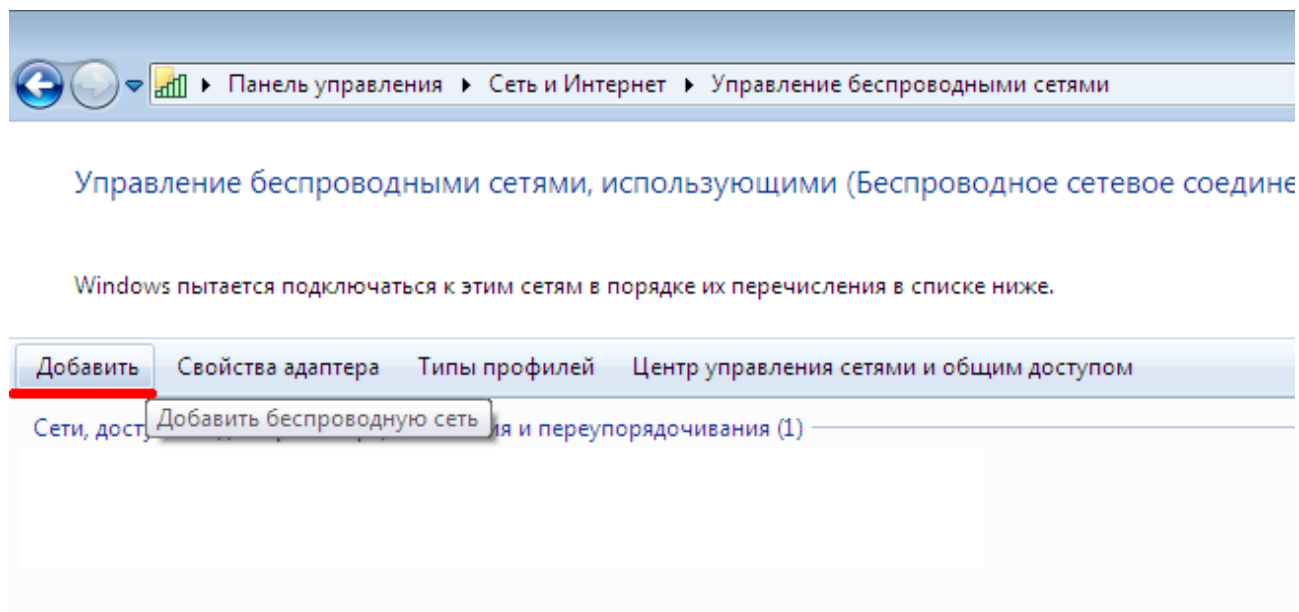 Панель управления ▸ Сеть и Интернет ▸ Управление беспроводными сетями
Управление беспроводными сетями, использующими (Беспроводное сетевое соедине
Windows пытается подключаться к этим сетям в порядке их перечисления в списке ниже.
Добавить Свойства адаптера Типы профилей Центр управления сетями и общим доступом
Добавить беспроводную сеть
Сети, и переупорядочивания (1)